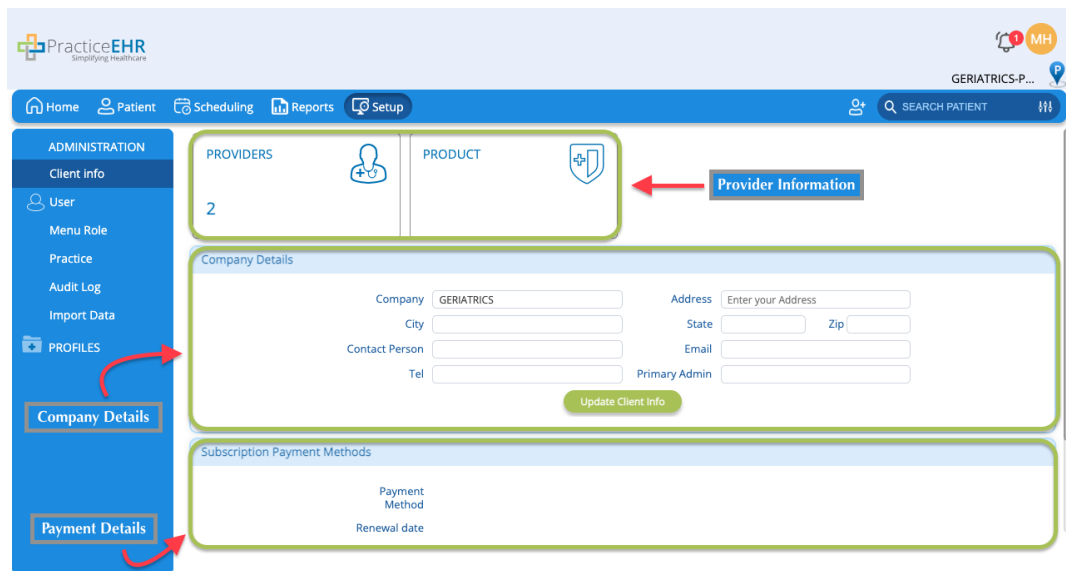 PracticeEHR
Simplifying Healthcare
1
MH
GERIATRICS-P...
P
Home Patient Scheduling Reports Setup SEARCH PATIENT
ADMINISTRATION
Client info
User
Menu Role
Practice
Audit Log
Import Data
PROFILES
PROVIDERS
2
PRODUCT
Provider Information
Company Details
Company GERIATRICS Address Enter your Address
City State Zip
Contact Person Email
Tel Primary Admin
Update Client Info
Company Details
Subscription Payment Methods
Payment
Method
Renewal date
Payment Details